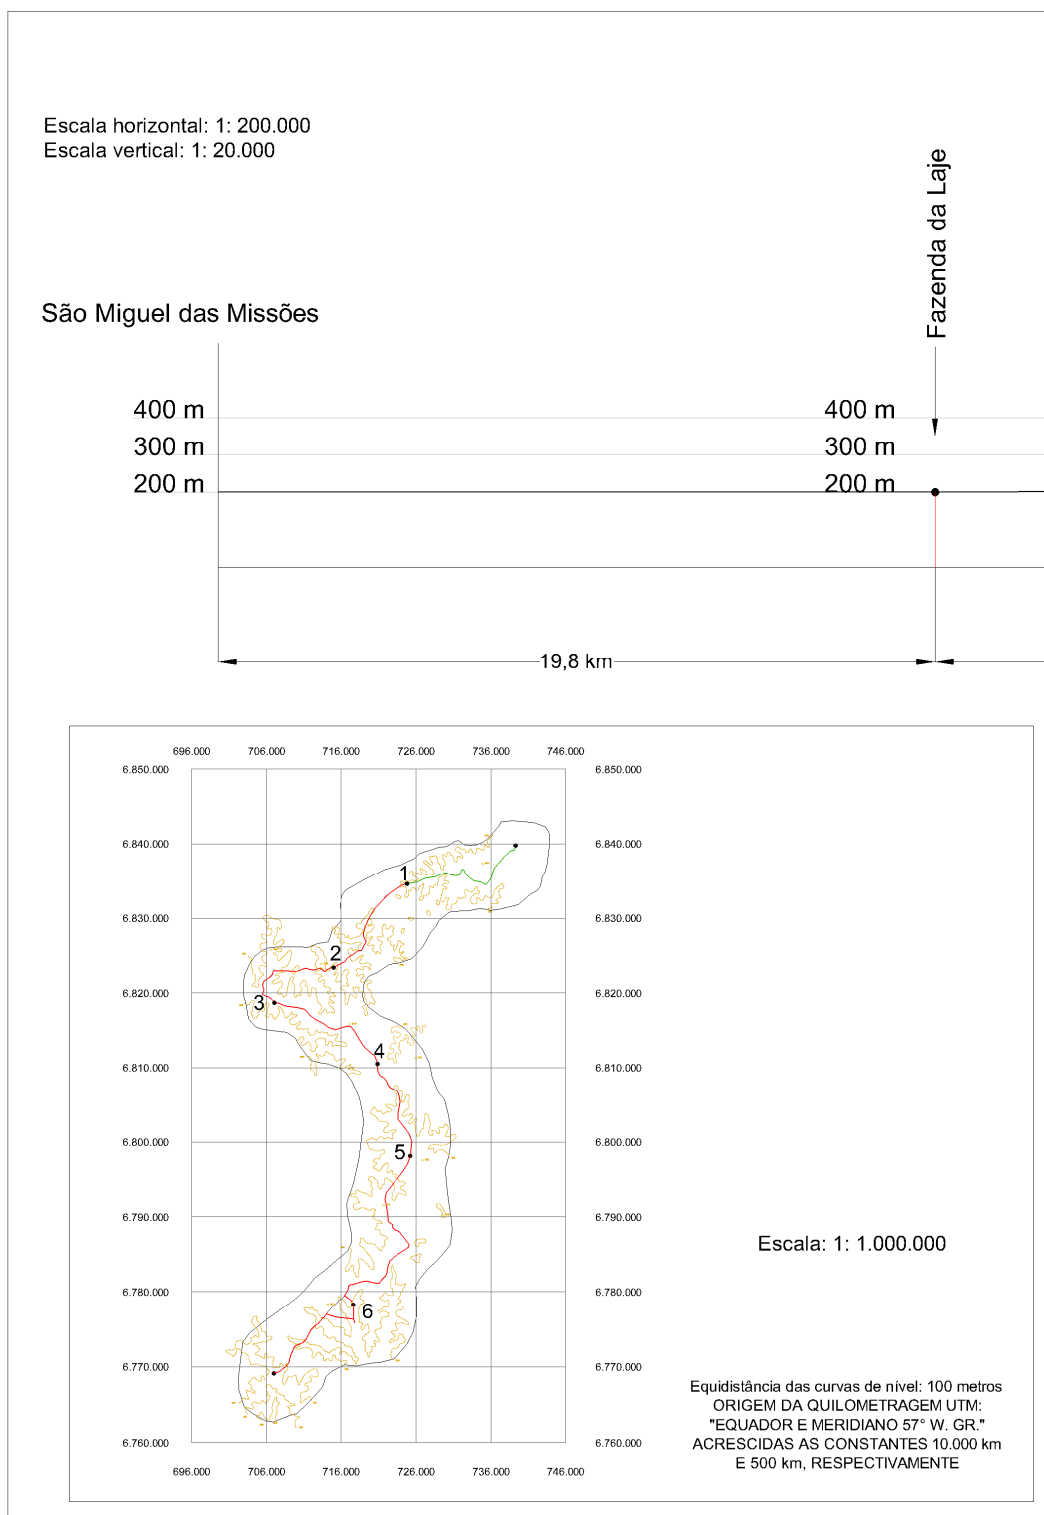 Escala horizontal: 1: 200.000
Escala vertical: 1: 20.000
Fazenda da Laje
São Miguel das Missões
400 m 400 m
300 m 300 m
200 m 200 m
19,8 km
696.000 706.000 716.000 726.000 736.000 746.000
6.850.000 6.850.000
6.840.000 6.840.000
1
6.830.000 6.830.000
2
6.820.000 6.820.000
3
4
6.810.000 6.810.000
6.800.000 6.800.000
5
6.790.000 6.790.000
Escala: 1: 1.000.000
6.780.000 6.780.000
6
6.770.000 6.770.000
Equidistância das curvas de nível: 100 metros
ORIGEM DA QUILOMETRAGEM UTM:
"EQUADOR E MERIDIANO 57° W. GR."
ACRESCIDAS AS CONSTANTES 10.000 km
E 500 km, RESPECTIVAMENTE
6.760.000 6.760.000
696.000 706.000 716.000 726.000 736.000 746.000